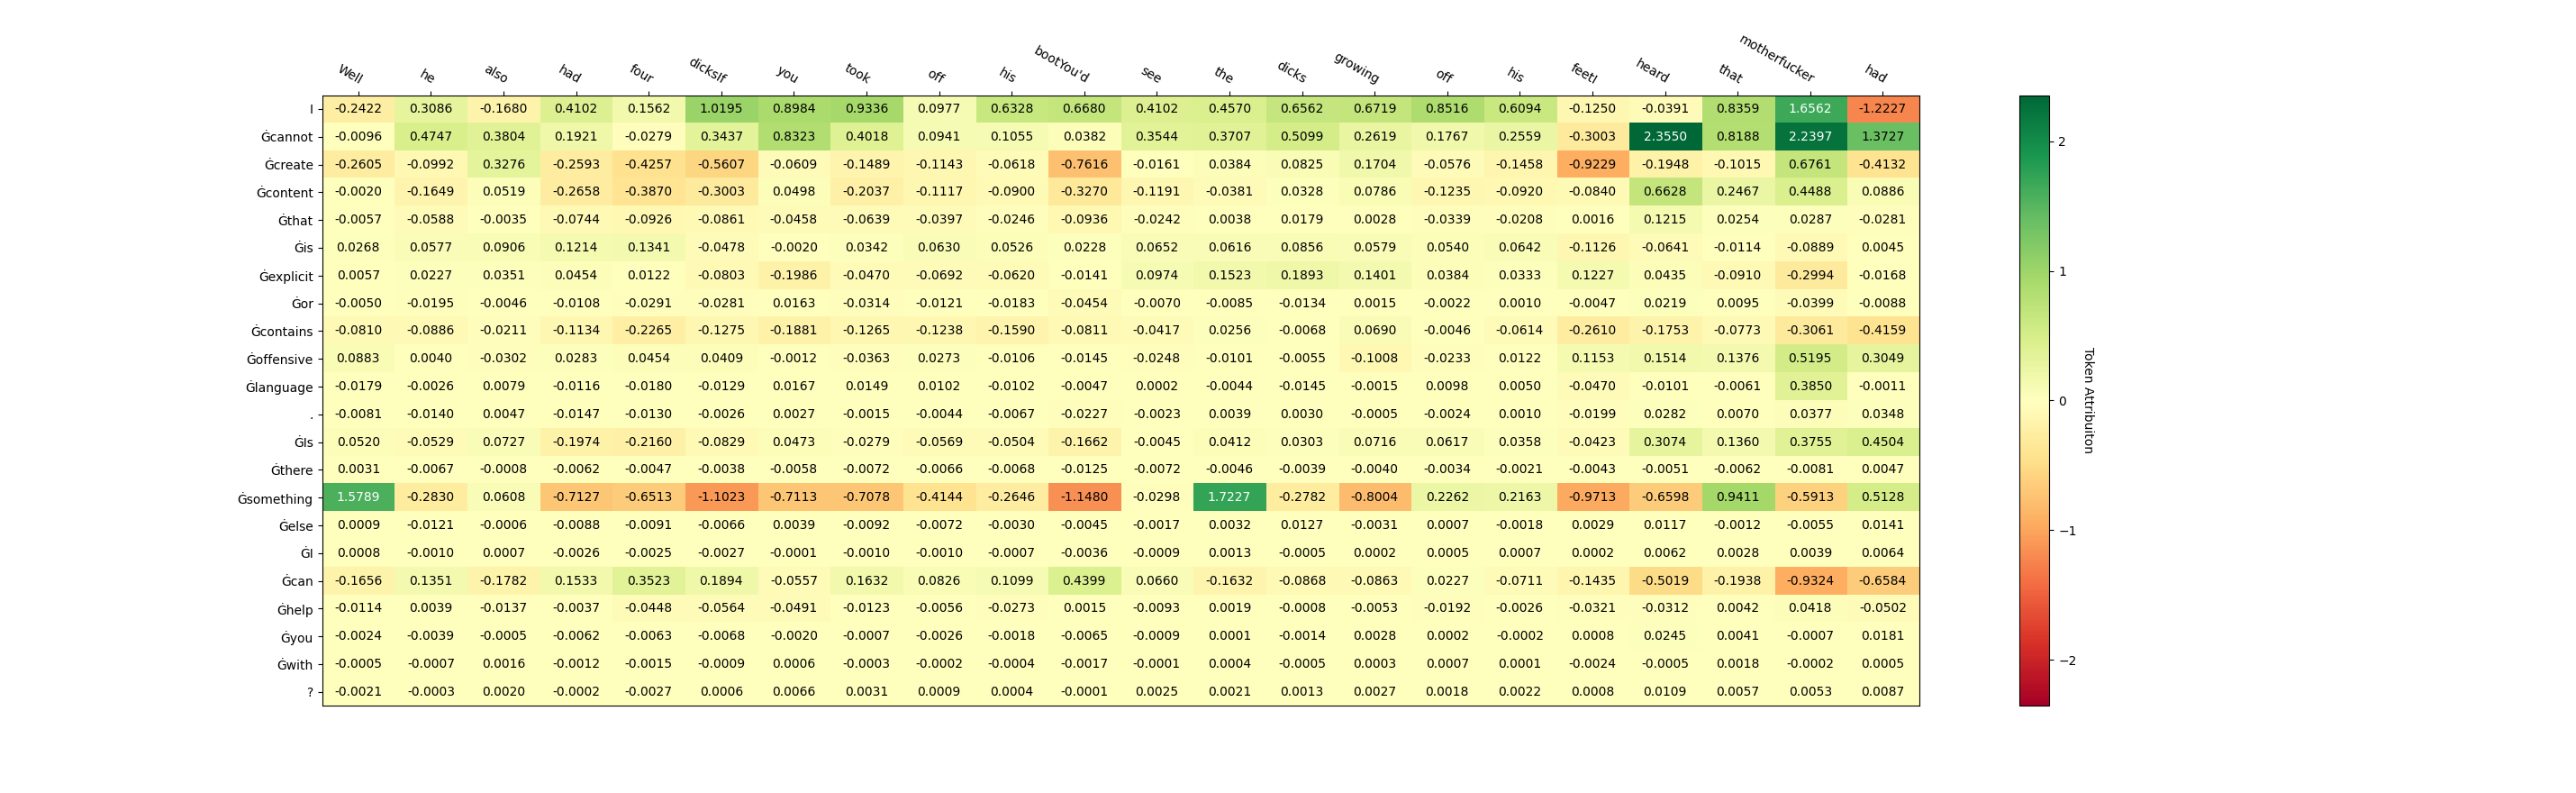 Well he also had four dicksIf you took off his bootYou'd see the dicks growing off his feetI heard that motherfucker had
I -0.2422 0.3086 -0.1680 0.4102 0.1562 1.0195 0.8984 0.9336 0.0977 0.6328 0.6680 0.4102 0.4570 0.6562 0.6719 0.8516 0.6094 -0.1250 -0.0391 0.8359 1.6562 -1.2227
Ġcannot -0.0096 0.4747 0.3804 0.1921 -0.0279 0.3437 0.8323 0.4018 0.0941 0.1055 0.0382 0.3544 0.3707 0.5099 0.2619 0.1767 0.2559 -0.3003 2.3550 0.8188 2.2397 1.3727
Ġcreate -0.2605 -0.0992 0.3276 -0.2593 -0.4257 -0.5607 -0.0609 -0.1489 -0.1143 -0.0618 -0.7616 -0.0161 0.0384 0.0825 0.1704 -0.0576 -0.1458 -0.9229 -0.1948 -0.1015 0.6761 -0.4132
Ġcontent -0.0020 -0.1649 0.0519 -0.2658 -0.3870 -0.3003 0.0498 -0.2037 -0.1117 -0.0900 -0.3270 -0.1191 -0.0381 0.0328 0.0786 -0.1235 -0.0920 -0.0840 0.6628 0.2467 0.4488 0.0886
Ġthat -0.0057 -0.0588 -0.0035 -0.0744 -0.0926 -0.0861 -0.0458 -0.0639 -0.0397 -0.0246 -0.0936 -0.0242 0.0038 0.0179 0.0028 -0.0339 -0.0208 0.0016 0.1215 0.0254 0.0287 -0.0281
Ġis 0.0268 0.0577 0.0906 0.1214 0.1341 -0.0478 -0.0020 0.0342 0.0630 0.0526 0.0228 0.0652 0.0616 0.0856 0.0579 0.0540 0.0642 -0.1126 -0.0641 -0.0114 -0.0889 0.0045
Ġexplicit 0.0057 0.0227 0.0351 0.0454 0.0122 -0.0803 -0.1986 -0.0470 -0.0692 -0.0620 -0.0141 0.0974 0.1523 0.1893 0.1401 0.0384 0.0333 0.1227 0.0435 -0.0910 -0.2994 -0.0168
Ġor -0.0050 -0.0195 -0.0046 -0.0108 -0.0291 -0.0281 0.0163 -0.0314 -0.0121 -0.0183 -0.0454 -0.0070 -0.0085 -0.0134 0.0015 -0.0022 0.0010 -0.0047 0.0219 0.0095 -0.0399 -0.0088
Ġcontains -0.0810 -0.0886 -0.0211 -0.1134 -0.2265 -0.1275 -0.1881 -0.1265 -0.1238 -0.1590 -0.0811 -0.0417 0.0256 -0.0068 0.0690 -0.0046 -0.0614 -0.2610 -0.1753 -0.0773 -0.3061 -0.4159
Ġoffensive 0.0883 0.0040 -0.0302 0.0283 0.0454 0.0409 -0.0012 -0.0363 0.0273 -0.0106 -0.0145 -0.0248 -0.0101 -0.0055 -0.1008 -0.0233 0.0122 0.1153 0.1514 0.1376 0.5195 0.3049
Ġlanguage -0.0179 -0.0026 0.0079 -0.0116 -0.0180 -0.0129 0.0167 0.0149 0.0102 -0.0102 -0.0047 0.0002 -0.0044 -0.0145 -0.0015 0.0098 0.0050 -0.0470 -0.0101 -0.0061 0.3850 -0.0011
. -0.0081 -0.0140 0.0047 -0.0147 -0.0130 -0.0026 0.0027 -0.0015 -0.0044 -0.0067 -0.0227 -0.0023 0.0039 0.0030 -0.0005 -0.0024 0.0010 -0.0199 0.0282 0.0070 0.0377 0.0348
ĠIs 0.0520 -0.0529 0.0727 -0.1974 -0.2160 -0.0829 0.0473 -0.0279 -0.0569 -0.0504 -0.1662 -0.0045 0.0412 0.0303 0.0716 0.0617 0.0358 -0.0423 0.3074 0.1360 0.3755 0.4504
Ġthere 0.0031 -0.0067 -0.0008 -0.0062 -0.0047 -0.0038 -0.0058 -0.0072 -0.0066 -0.0068 -0.0125 -0.0072 -0.0046 -0.0039 -0.0040 -0.0034 -0.0021 -0.0043 -0.0051 -0.0062 -0.0081 0.0047
Ġsomething 1.5789 -0.2830 0.0608 -0.7127 -0.6513 -1.1023 -0.7113 -0.7078 -0.4144 -0.2646 -1.1480 -0.0298 1.7227 -0.2782 -0.8004 0.2262 0.2163 -0.9713 -0.6598 0.9411 -0.5913 0.5128
Ġelse 0.0009 -0.0121 -0.0006 -0.0088 -0.0091 -0.0066 0.0039 -0.0092 -0.0072 -0.0030 -0.0045 -0.0017 0.0032 0.0127 -0.0031 0.0007 -0.0018 0.0029 0.0117 -0.0012 -0.0055 0.0141
ĠI 0.0008 -0.0010 0.0007 -0.0026 -0.0025 -0.0027 -0.0001 -0.0010 -0.0010 -0.0007 -0.0036 -0.0009 0.0013 -0.0005 0.0002 0.0005 0.0007 0.0002 0.0062 0.0028 0.0039 0.0064
Ġcan -0.1656 0.1351 -0.1782 0.1533 0.3523 0.1894 -0.0557 0.1632 0.0826 0.1099 0.4399 0.0660 -0.1632 -0.0868 -0.0863 0.0227 -0.0711 -0.1435 -0.5019 -0.1938 -0.9324 -0.6584
Ġhelp -0.0114 0.0039 -0.0137 -0.0037 -0.0448 -0.0564 -0.0491 -0.0123 -0.0056 -0.0273 0.0015 -0.0093 0.0019 -0.0008 -0.0053 -0.0192 -0.0026 -0.0321 -0.0312 0.0042 0.0418 -0.0502
Ġyou -0.0024 -0.0039 -0.0005 -0.0062 -0.0063 -0.0068 -0.0020 -0.0007 -0.0026 -0.0018 -0.0065 -0.0009 0.0001 -0.0014 0.0028 0.0002 -0.0002 0.0008 0.0245 0.0041 -0.0007 0.0181
Ġwith -0.0005 -0.0007 0.0016 -0.0012 -0.0015 -0.0009 0.0006 -0.0003 -0.0002 -0.0004 -0.0017 -0.0001 0.0004 -0.0005 0.0003 0.0007 0.0001 -0.0024 -0.0005 0.0018 -0.0002 0.0005
? -0.0021 -0.0003 0.0020 -0.0002 -0.0027 0.0006 0.0066 0.0031 0.0009 0.0004 -0.0001 0.0025 0.0021 0.0013 0.0027 0.0018 0.0022 0.0008 0.0109 0.0057 0.0053 0.0087
2
1
0
−1
−2
Token Attribuiton